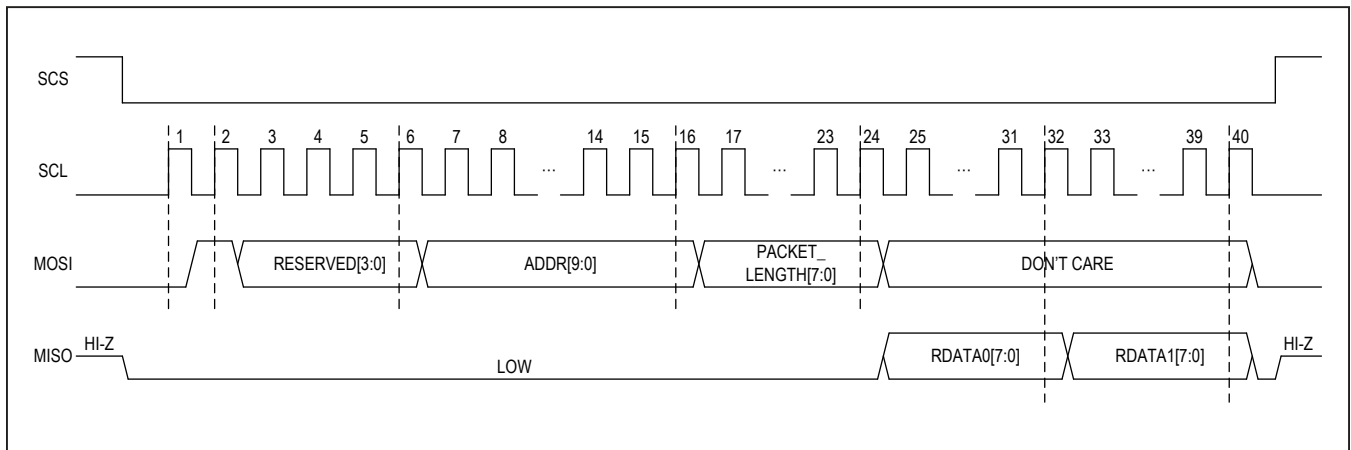 SCS
1 2 3 4 5 6 7 8 14 15 16 17 23 24 25 31 32 33 39 40
SCL ... ... ... ...
MOSI RESERVED[3:0] ADDR[9:0] PACKET_
LENGTH[7:0] DON'T CARE
HI-Z HI-Z
MISO LOW RDATA0[7:0] RDATA1[7:0]